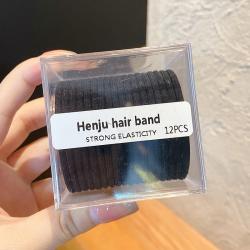 Henju hair band
STRONG ELASTICITY 12PCS